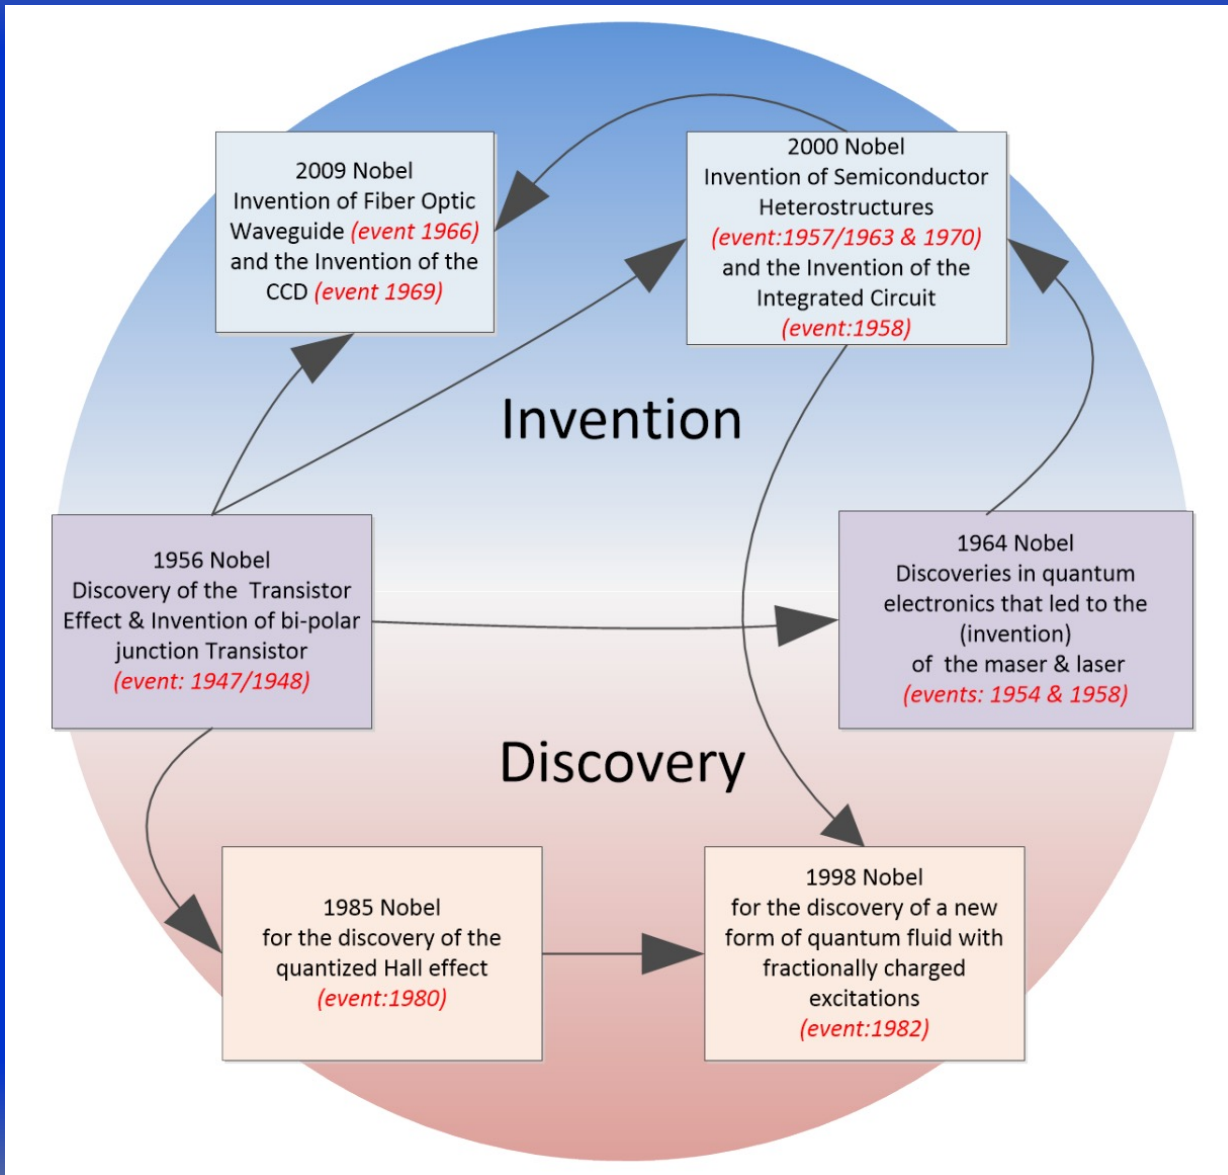 2009 Nobel
Invention of Fiber Optic
Waveguide (event 1966)
and the Invention of the
CCD (event 1969)
2000 Nobel
Invention of Semiconductor
Heterostructures
(event:1957/1963 & 1970)
and the Invention of the
Integrated Circuit
(event:1958)
Invention
1956 Nobel
Discovery of the Transistor
Effect & Invention of bi-polar
junction Transistor
(event: 1947/1948)
1964 Nobel
Discoveries in quantum
electronics that led to the
(invention)
of the maser & laser
(events: 1954 & 1958)
Discovery
1985 Nobel
for the discovery of the
quantized Hall effect
(event:1980)
1998 Nobel
for the discovery of a new
form of quantum fluid with
fractionally charged
excitations
(event:1982)